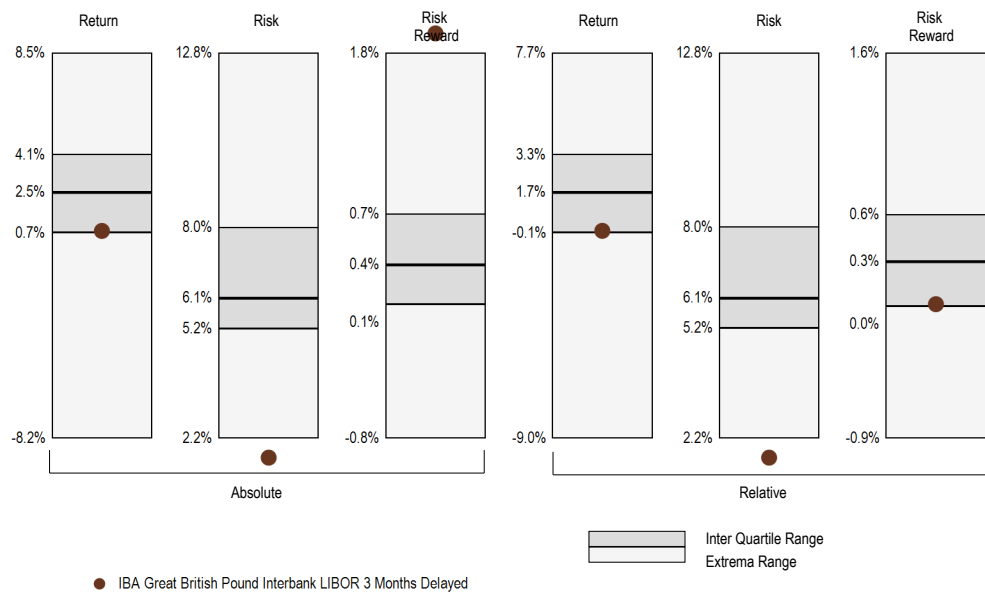 Return
Risk
Risk
Reward
Return
Risk
Risk
Reward
8.5%
4.1%
2.5%
0.7%
-8.2%
12.8%
8.0%
6.1%
5.2%
2.2%
1.8%
0.7%
0.4%
0.1%
-0.8%
7.7%
3.3%
1.7%
-0.1%
-9.0%
12.8%
8.0%
6.1%
5.2%
2.2%
1.6%
0.6%
0.3%
0.0%
-0.9%
Absolute
Relative
Inter Quartile Range
Extrema Range
IBA Great British Pound Interbank LIBOR 3 Months Delayed